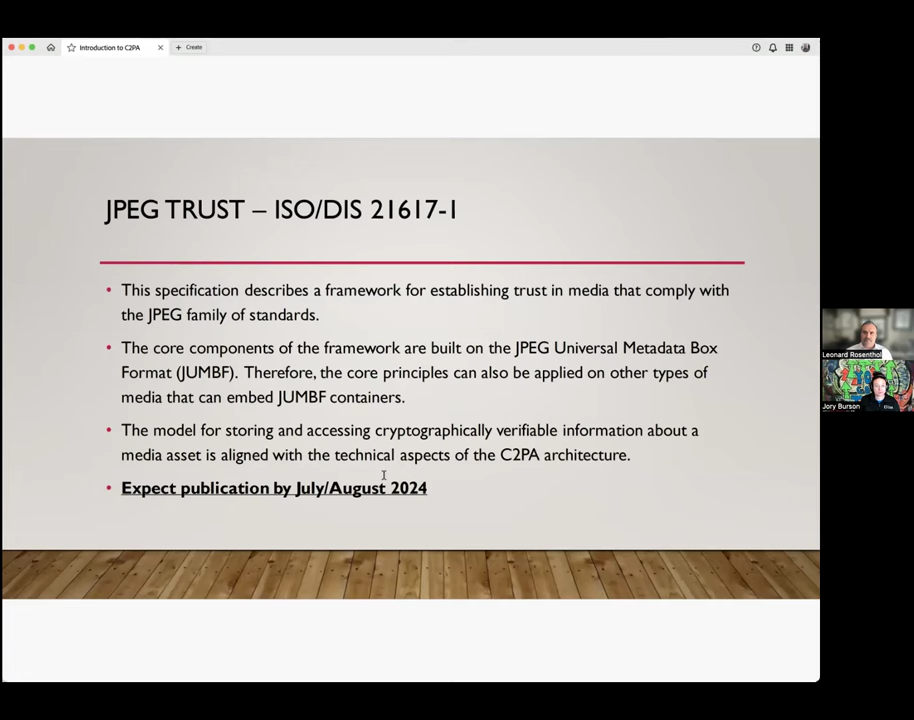 Introduction to C2PA
Create
JPEG TRUST – ISO/DIS 21617-1
• This specification describes a framework for establishing trust in media that comply with
the JPEG family of standards.
• The core components of the framework are built on the JPEG Universal Metadata Box
Format (JUMBF). Therefore, the core principles can also be applied on other types of
media that can embed JUMBF containers.
• The model for storing and accessing cryptographically verifiable information about a
media asset is aligned with the technical aspects of the C2PA architecture.
• Expect publication by July/August 2024
Leonard Rosenthol
Jory Burson